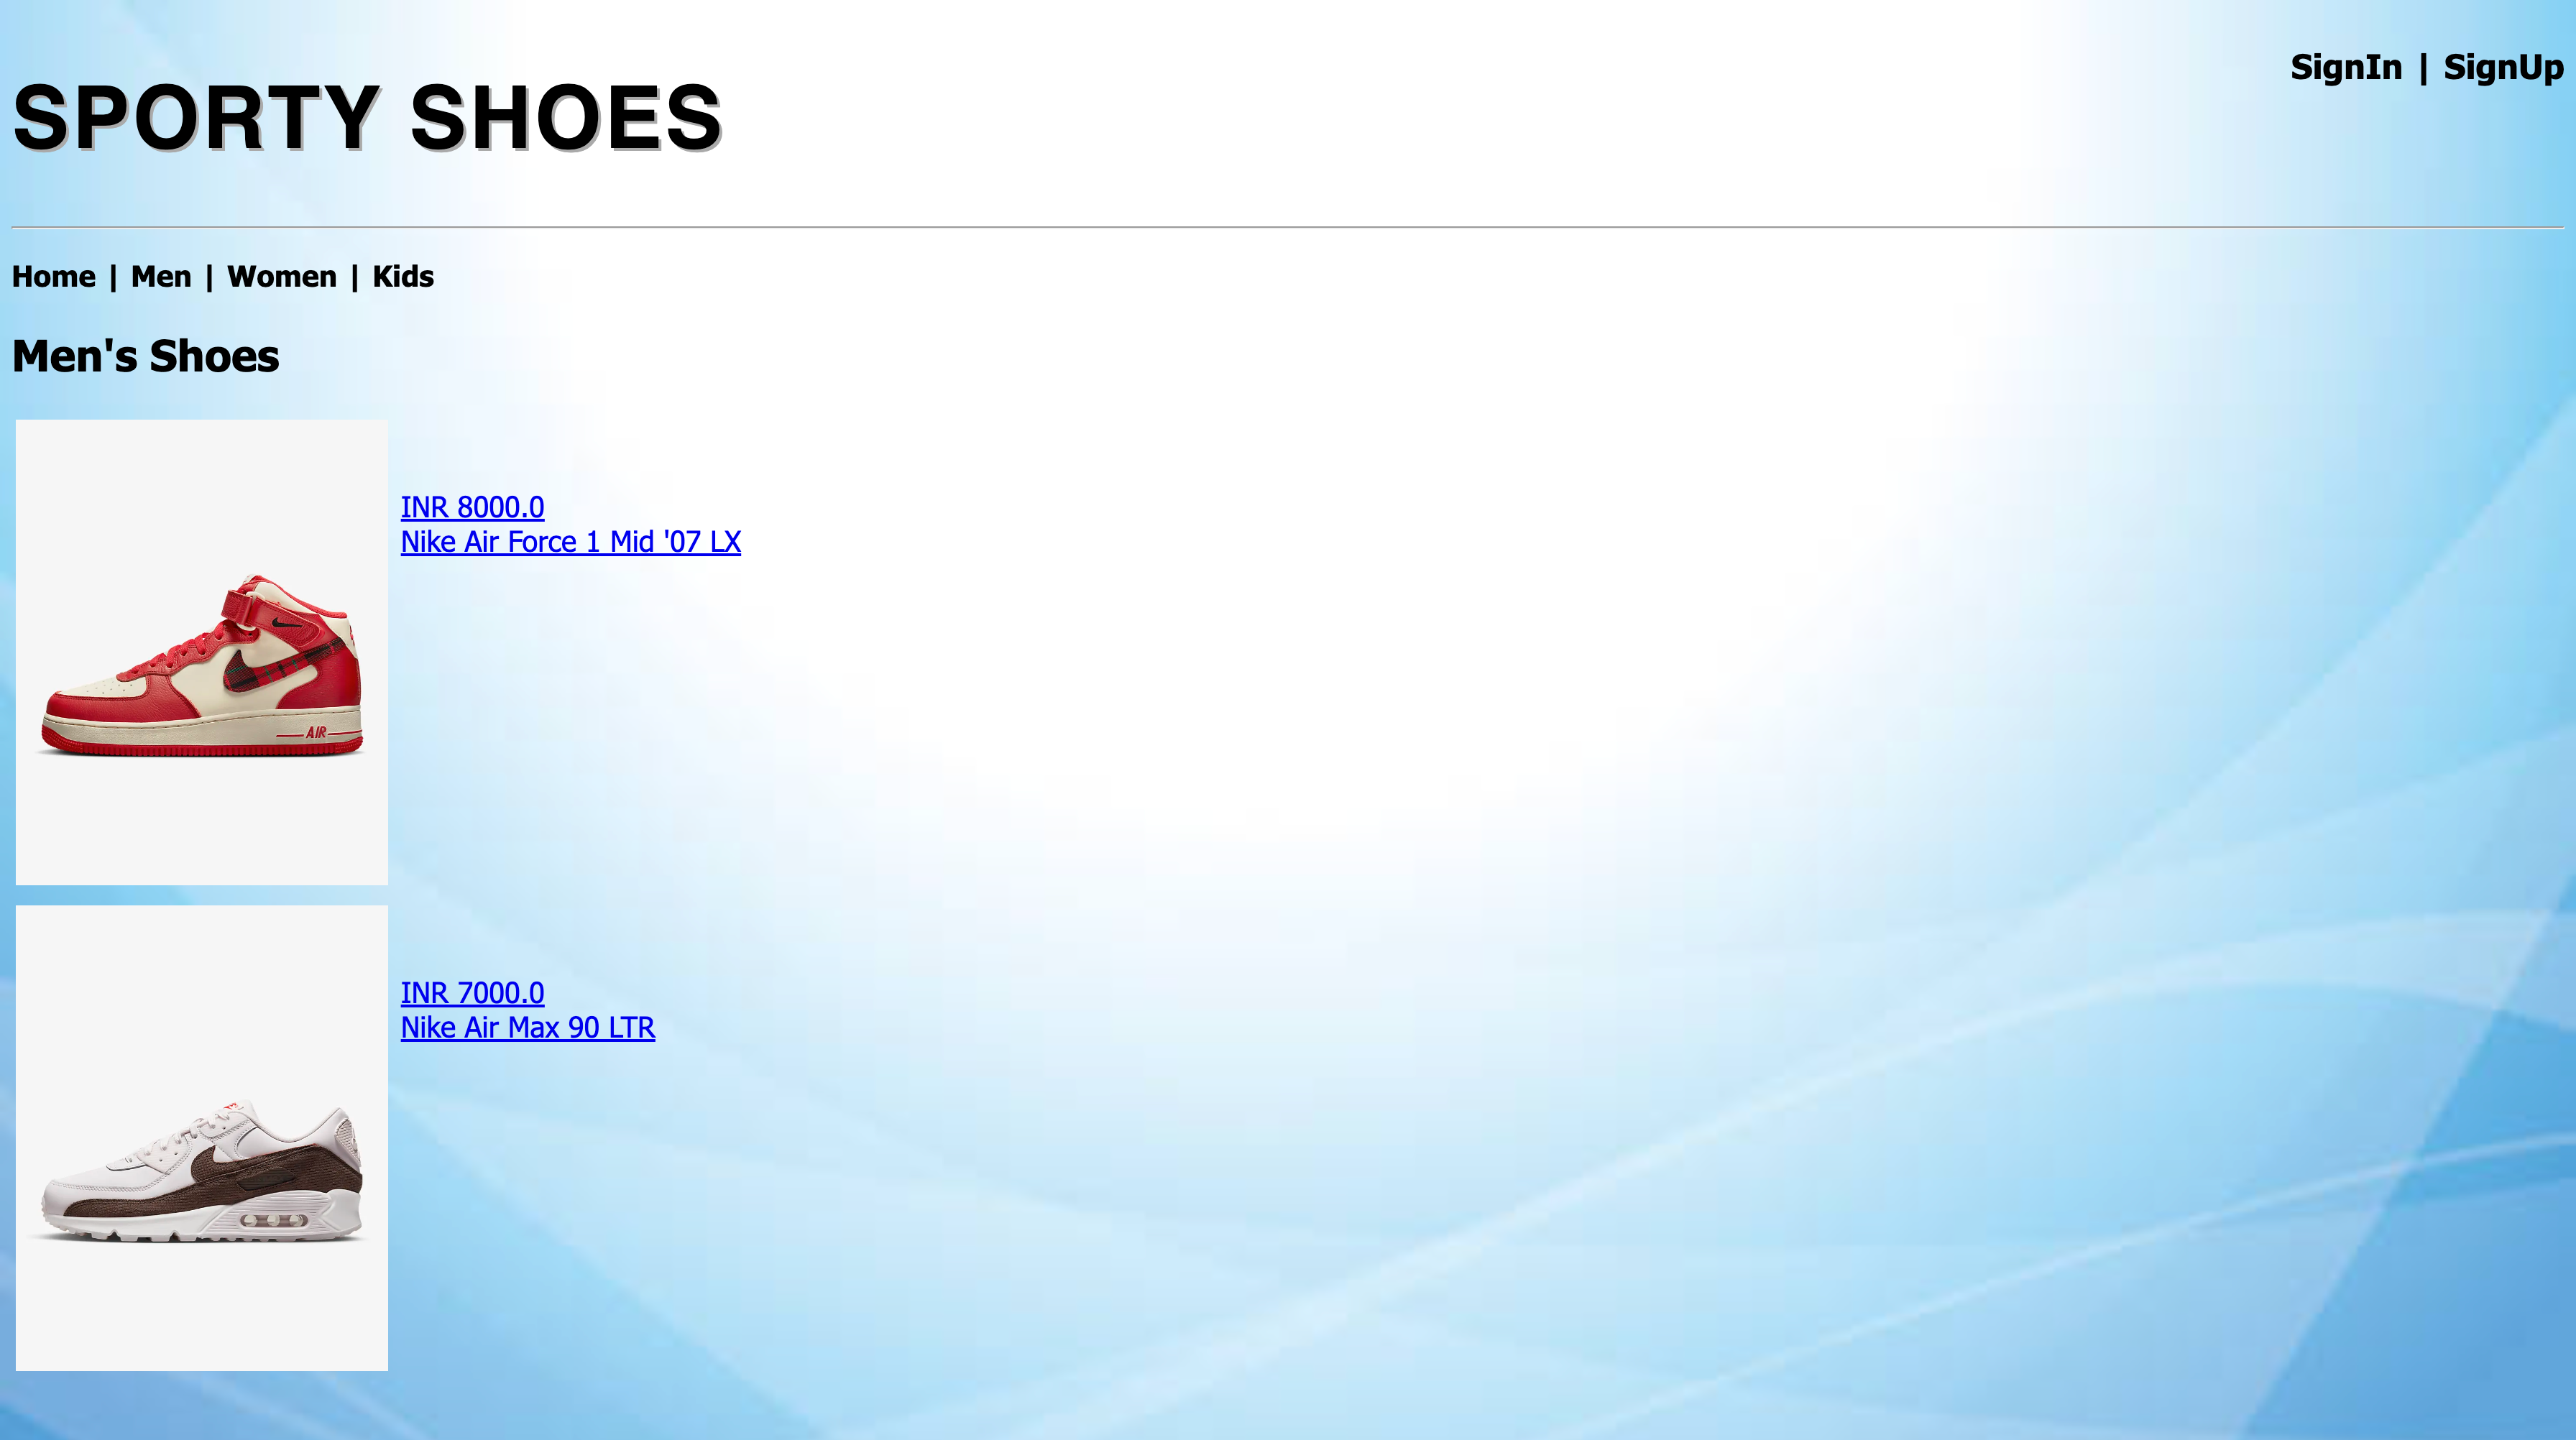 SignIn | SignUp
SPORTY SHOES
Home | Men | Women | Kids
Men's Shoes
INR 8000.0
Nike Air Force 1 Mid '07 LX
AIR
INR 7000.0
Nike Air Max 90 LTR